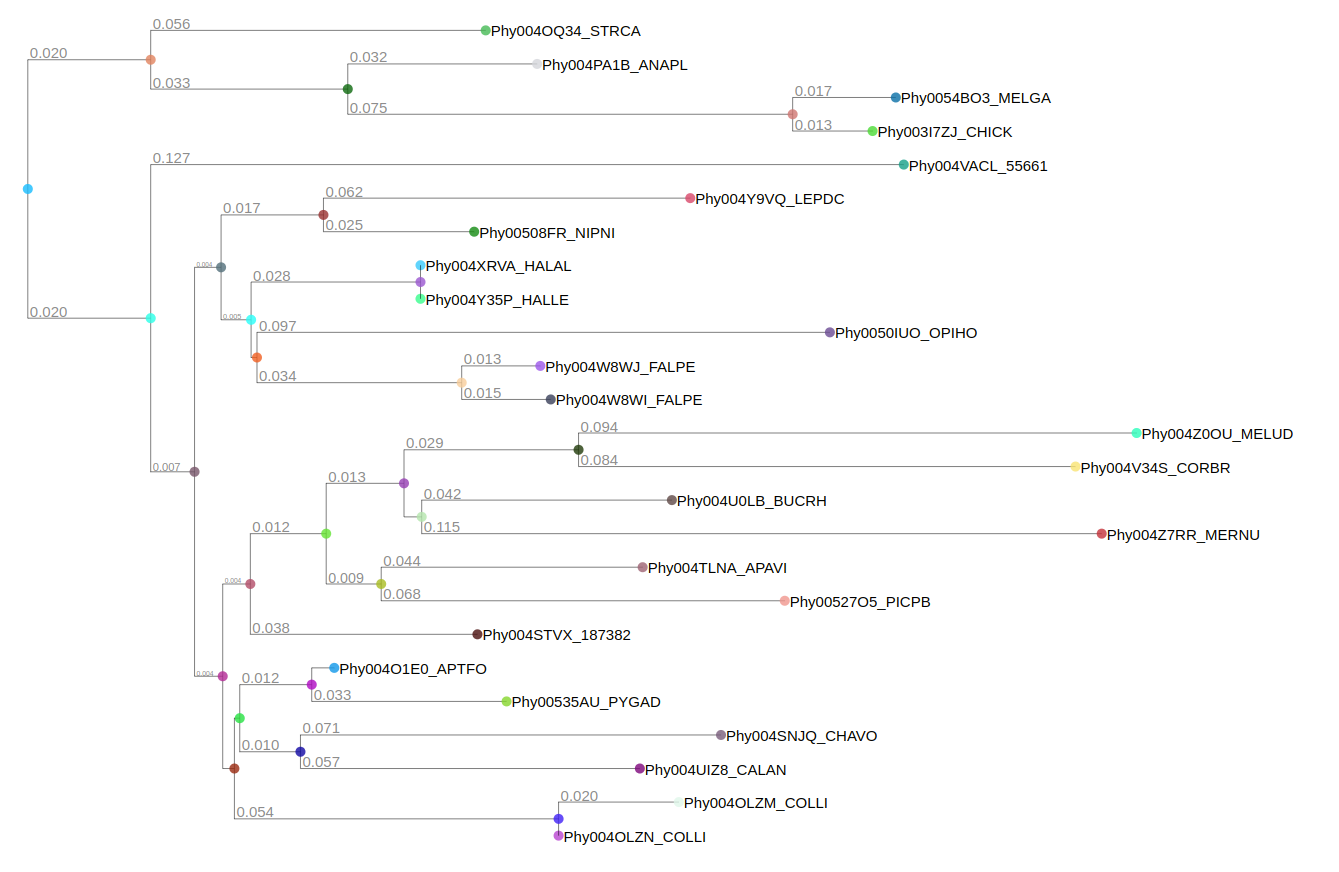 0.056
Phy004OQ34_STRCA
0.020
0.032
Phy004PA1B_ANAPL
0.033
0.017
Phy0054BO3_MELGA
0.075
0.013
Phy003I7ZJ_CHICK
0.127
Phy004VACL_55661
0.062
Phy004Y9VQ_LEPDC
0.017
0.025
Phy00508FR_NIPNI
0.004
Phy004XRVA_HALAL
0.028
Phy004Y35P_HALLE
0.020
0.005
0.097
Phy0050IUO_OPIHO
0.013
Phy004W8WJ_FALPE
0.034
0.015
Phy004W8WI_FALPE
0.094
Phy004Z0OU_MELUD
0.029
0.084
Phy004V34S_CORBR
0.007
0.013
0.042
Phy004U0LB_BUCRH
0.012
0.115
Phy004Z7RR_MERNU
0.044
Phy004TLNA_APAVI
0.004
0.009
0.068
Phy00527O5_PICPB
0.038
Phy004STVX_187382
Phy004O1E0_APTFO
0.004
0.012
0.033
Phy00535AU_PYGAD
0.071
Phy004SNJQ_CHAVO
0.010
0.057
Phy004UIZ8_CALAN
0.020
Phy004OLZM_COLLI
0.054
Phy004OLZN_COLLI